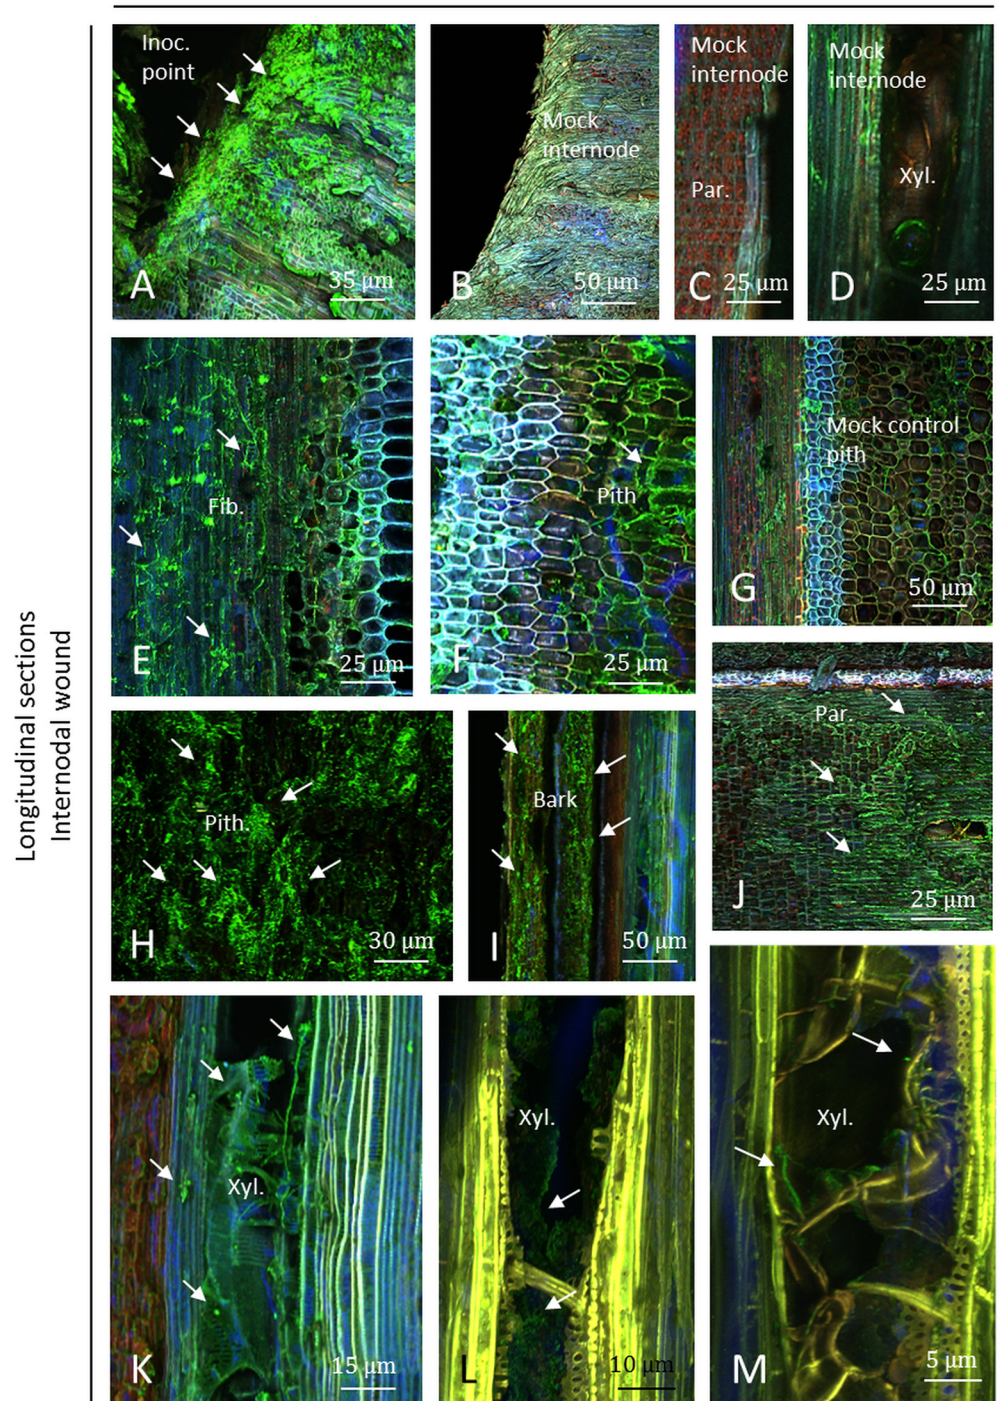 Longitudinal sections
Internodal wound
Inoc.
point
A
35 μm
Mock
internode
B
50 μm
Mock
internode
Par.
C
25 μm
Mock
internode
Xyl.
D
25 μm
Fib.
E
25 μm
Pith
F
25 μm
Mock control
pith
G
50 μm
Pith.
H
30 μm
Bark
I
50 μm
Par.
J
25 μm
Xyl.
K
15 μm
Xyl.
L
10 μm
Xyl.
M
5 μm